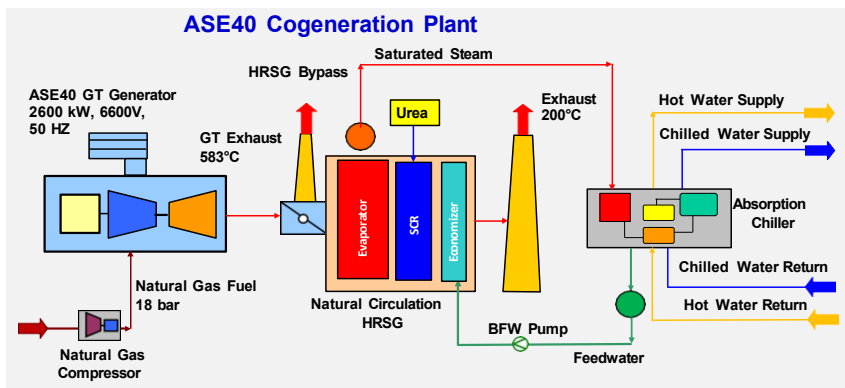 ASE40 Cogeneration Plant
Saturated Steam
HRSG Bypass
ASE40 GT Generator
2600 kW, 6600V,
50 HZ
Urea
Exhaust
200°C
Hot Water Supply
Chilled Water Supply
GT Exhaust
583°C
Evaporator
SCR
Economizer
Absorption
Chiller
Natural Gas Fuel
18 bar
Natural Circulation
HRSG
Chilled Water Return
Hot Water Return
BFW Pump
Feedwater
Natural Gas
Compressor